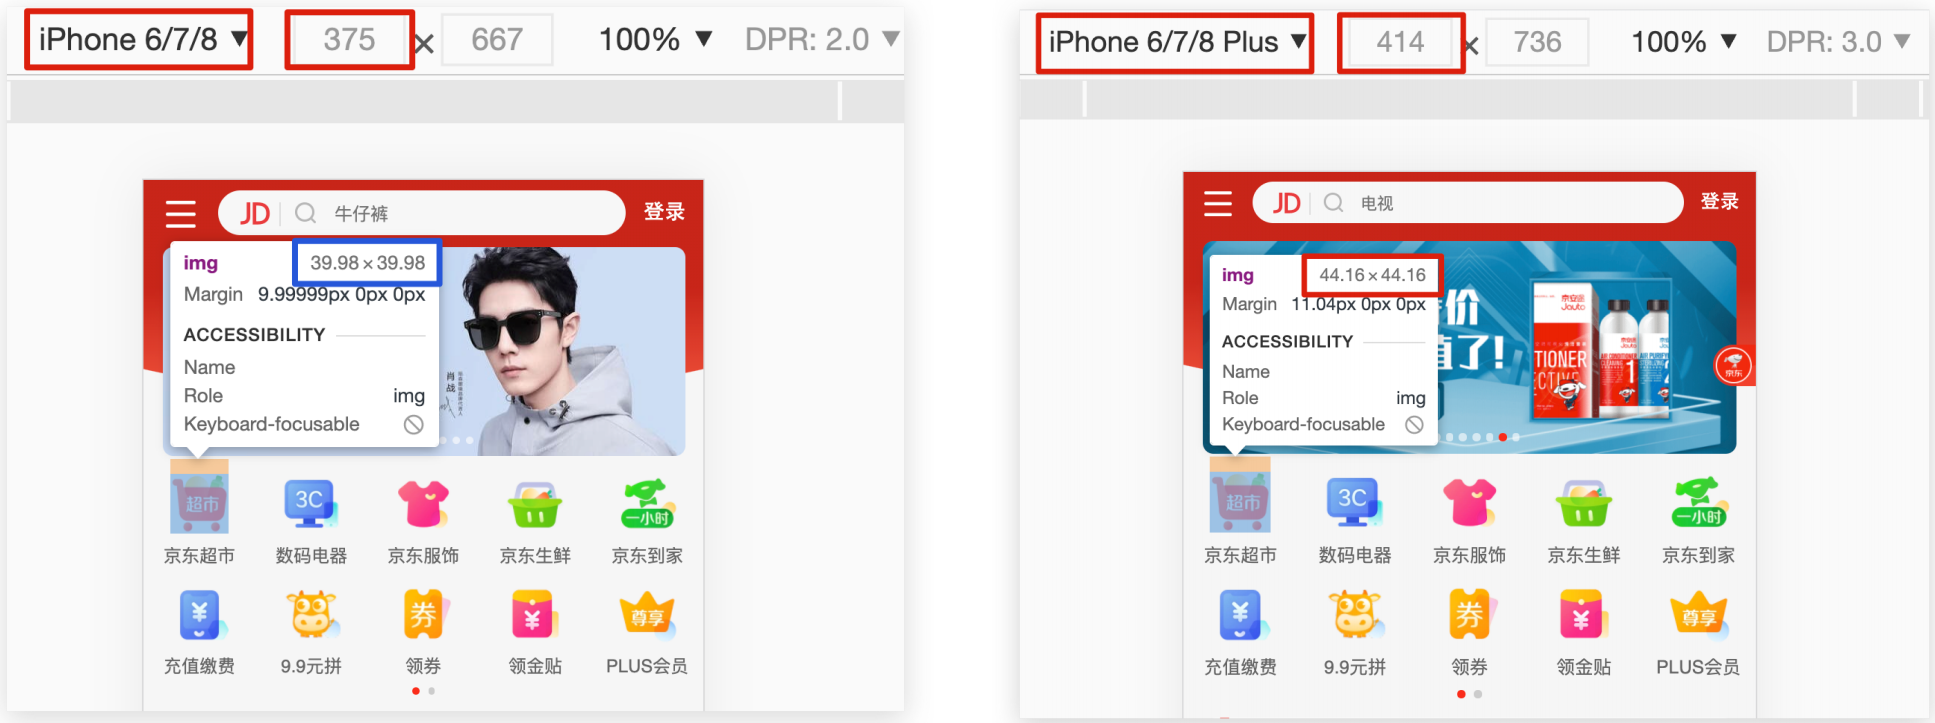 iPhone 6/7/8 ▼ 375 × 667 100% ▼ DPR: 2.0 ▼
JD 牛仔裤 登录
img 39.98×39.98
Margin 9.99999px 0px 0px
ACCESSIBILITY
Name
Role img
Keyboard-focusable
肖战
超市 3C 一小时
京东超市 数码电器 京东服饰 京东生鲜 京东到家
¥ 券 ¥ 尊享
充值缴费 9.9元拼 领券 领金贴 PLUS会员
iPhone 6/7/8 Plus ▼ 414 × 736 100% ▼ DPR: 3.0 ▼
JD 电视 登录
img 44.16×44.16
Margin 11.04px 0px 0px
ACCESSIBILITY
Name
Role img
Keyboard-focusable
价
值了!
京安途
Jauto
TIONER
ECTIVE
1
京东
超市 3C 一小时
京东超市 数码电器 京东服饰 京东生鲜 京东到家
¥ 券 ¥ 尊享
充值缴费 9.9元拼 领券 领金贴 PLUS会员